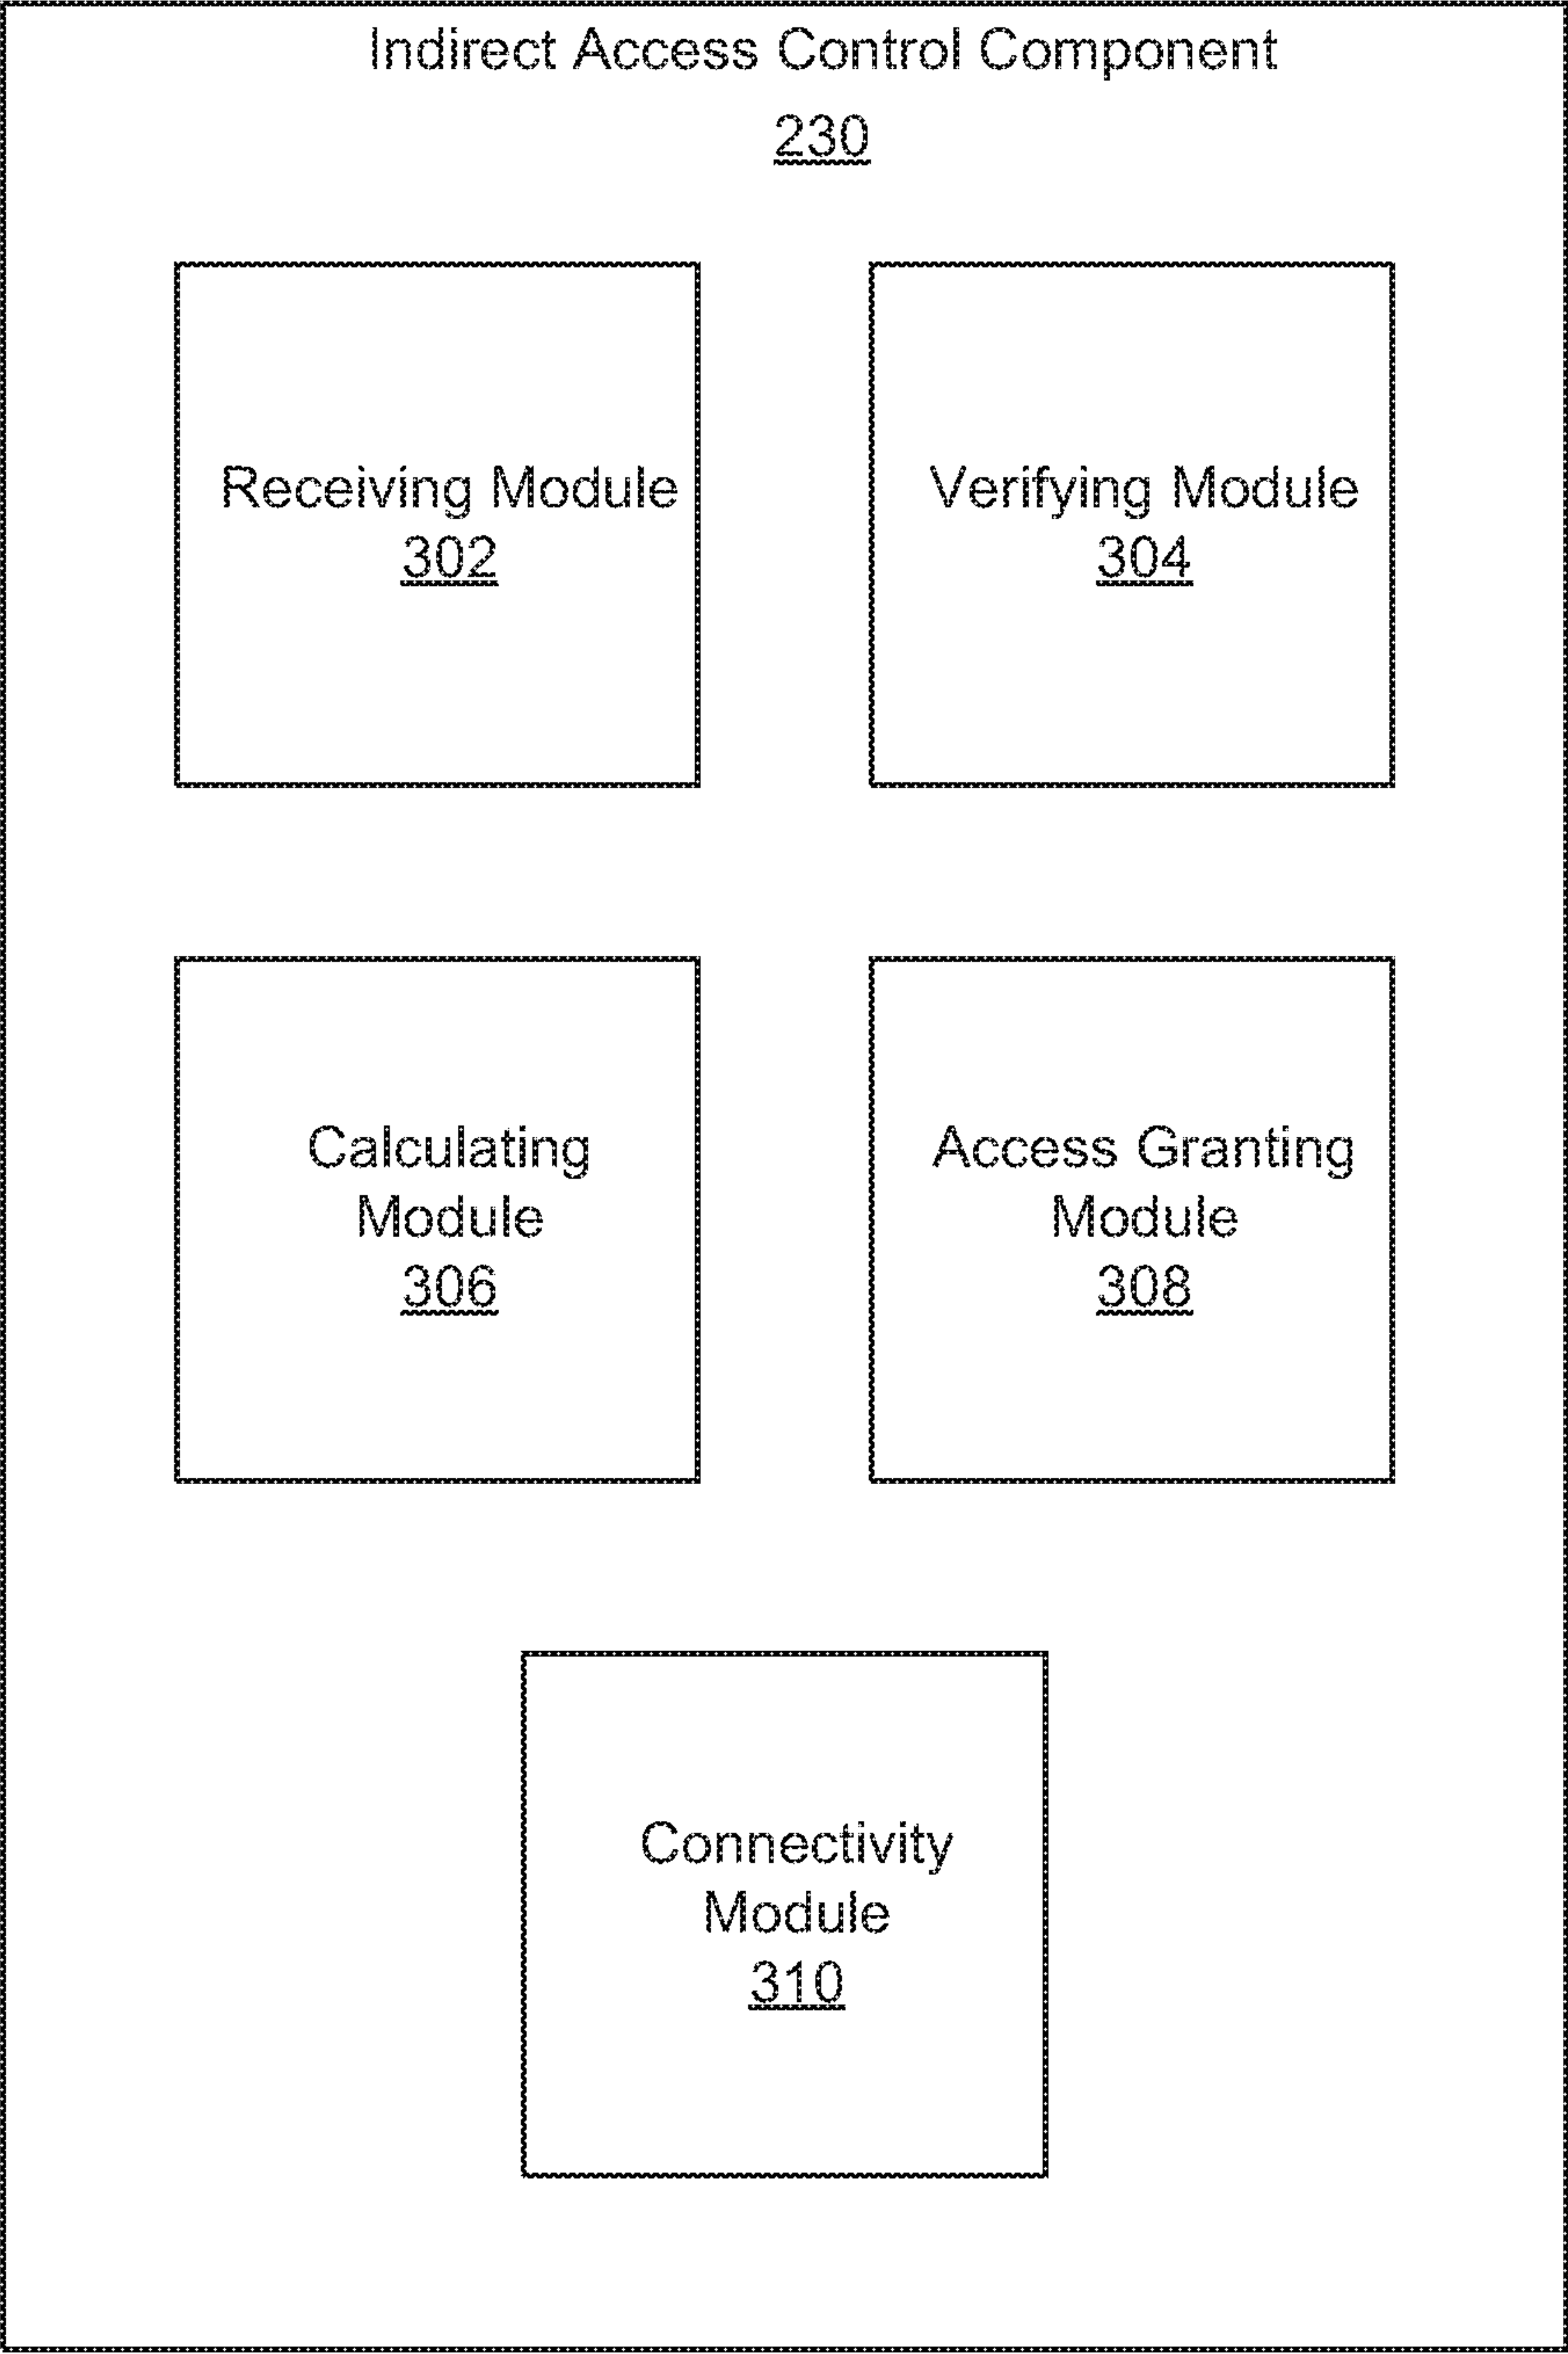 Indirect Access Control Component
230
Receiving Module
302
Verifying Module
304
Calculating
Module
306
Access Granting
Module
308
Connectivity
Module
310